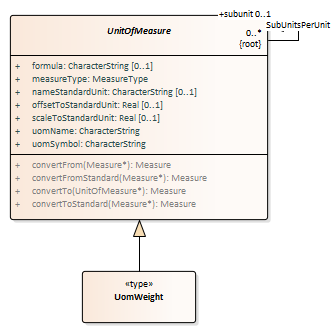 +subunit 0..1
UnitOfMeasure
SubUnitsPerUnit
0..*
{root}
+ formula: CharacterString [0..1]
+ measureType: MeasureType
+ nameStandardUnit: CharacterString [0..1]
+ offsetToStandardUnit: Real [0..1]
+ scaleToStandardUnit: Real [0..1]
+ uomName: CharacterString
+ uomSymbol: CharacterString
+ convertFrom(Measure*): Measure
+ convertFromStandard(Measure*): Measure
+ convertTo(UnitOfMeasure*): Measure
+ convertToStandard(Measure*): Measure
«type»
UomWeight